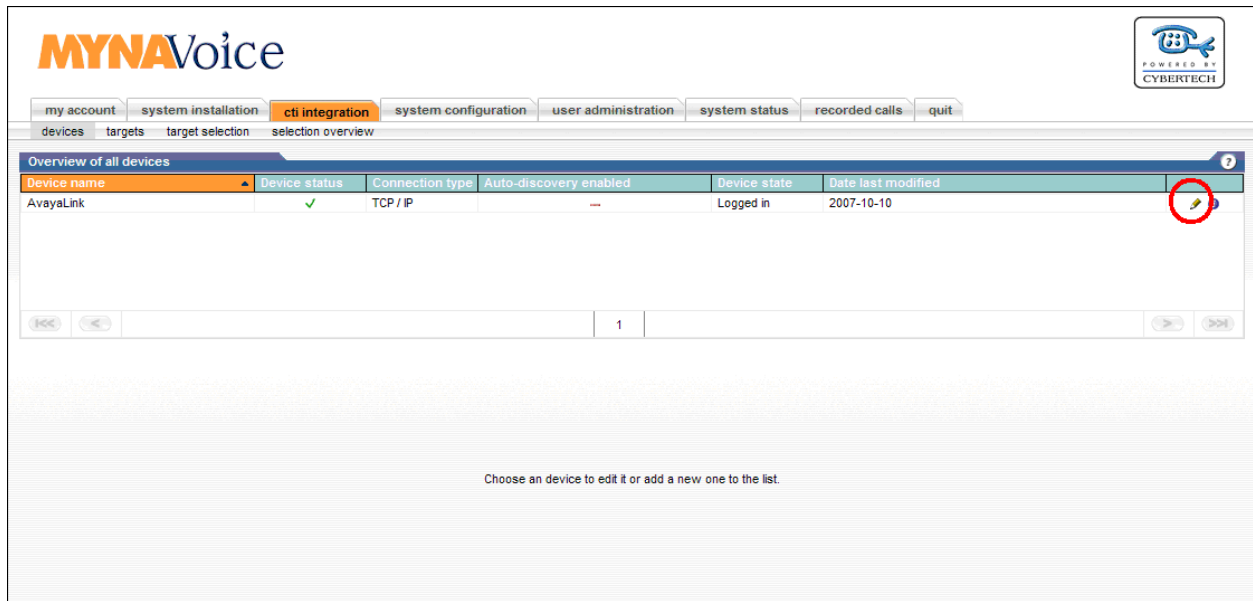 MYNAVoice
POWERED BY
CYBERTECH
my account system installation cti integration system configuration user administration system status recorded calls quit
devices targets target selection selection overview
Overview of all devices ?
Device name Device status Connection type Auto-discovery enabled Device state Date last modified
AvayaLink TCP / IP Logged in 2007-10-10
1
Choose an device to edit it or add a new one to the list.